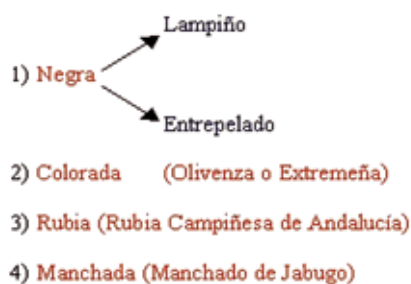 Lampiño
1) Negra
Entrepelado
2) Colorada (Olivenza o Extremeña)
3) Rubia (Rubia Campiñesa de Andalucía)
4) Manchada (Manchado de Jabugo)